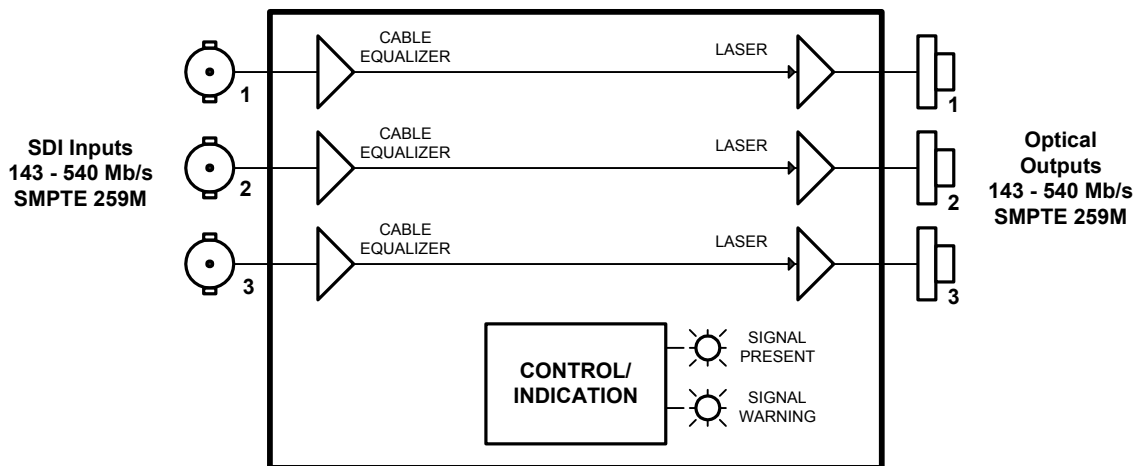 CABLE
EQUALIZER
LASER
1
1
CABLE
EQUALIZER
LASER
SDI Inputs
143 - 540 Mb/s
SMPTE 259M
2
Optical
Outputs
143 - 540 Mb/s
SMPTE 259M
2
CABLE
EQUALIZER
LASER
3
3
CONTROL/
INDICATION
SIGNAL
PRESENT
SIGNAL
WARNING